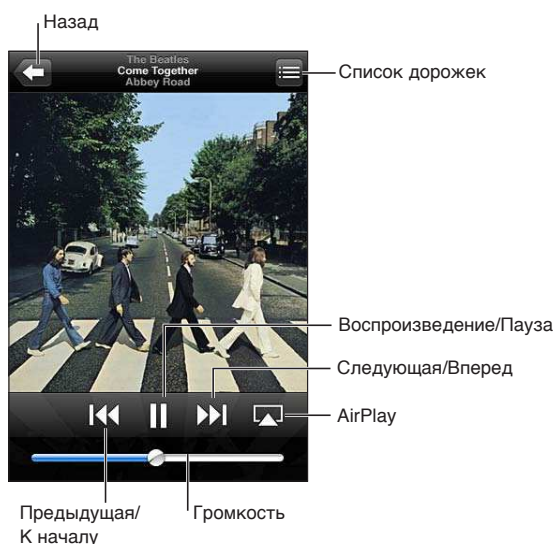 Назад
The Beatles
Come Together
Abbey Road
Список дорожек
Воспроизведение/Пауза
Следующая/Вперед
AirPlay
Предыдущая/
К началу
Громкость